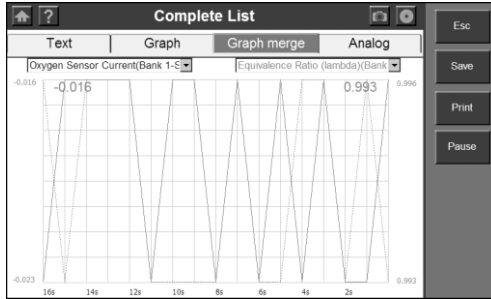 ? Complete List
Esc
Text Graph Graph merge Analog
Oxygen Sensor Current(Bank 1-S Equivalence Ratio (lambda)(Bank
Save
-0.016 -0.016 0.993 0.996
Print
Pause
-0.023 0.993
16s 14s 12s 10s 8s 6s 4s 2s